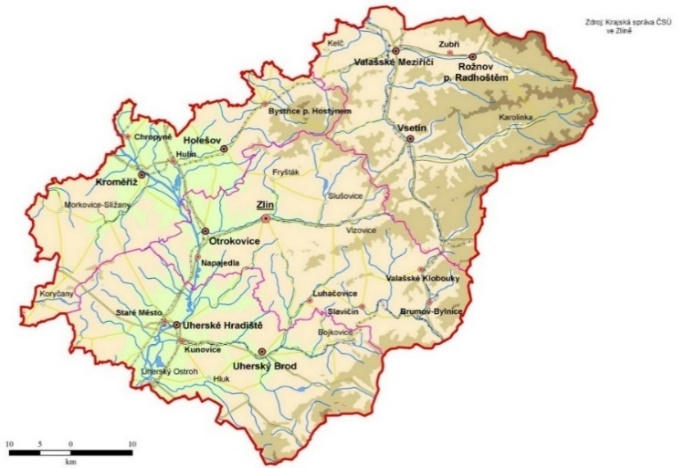 Zdroj: Krajská správa ČSÚ
ve Zlíně
Kelč
Zubří
Valašské Meziříčí
Rožnov
p. Radhoštěm
Bystřice p. Hostýnem
Karolinka
Vsetín
Chropyně
Holešov
Hulín
Kroměříž
Fryšták
Slušovice
Morkovice-Slížany
Zlín
Vizovice
Otrokovice
Napajedla
Valašské Klobouky
Koryčany
Luhačovice
Slavičín
Brumov-Bylnice
Staré Město
Uherské Hradiště
Bojkovice
Kunovice
Uherský Brod
Uherský Ostroh
Hluk
10 5 0 10
km